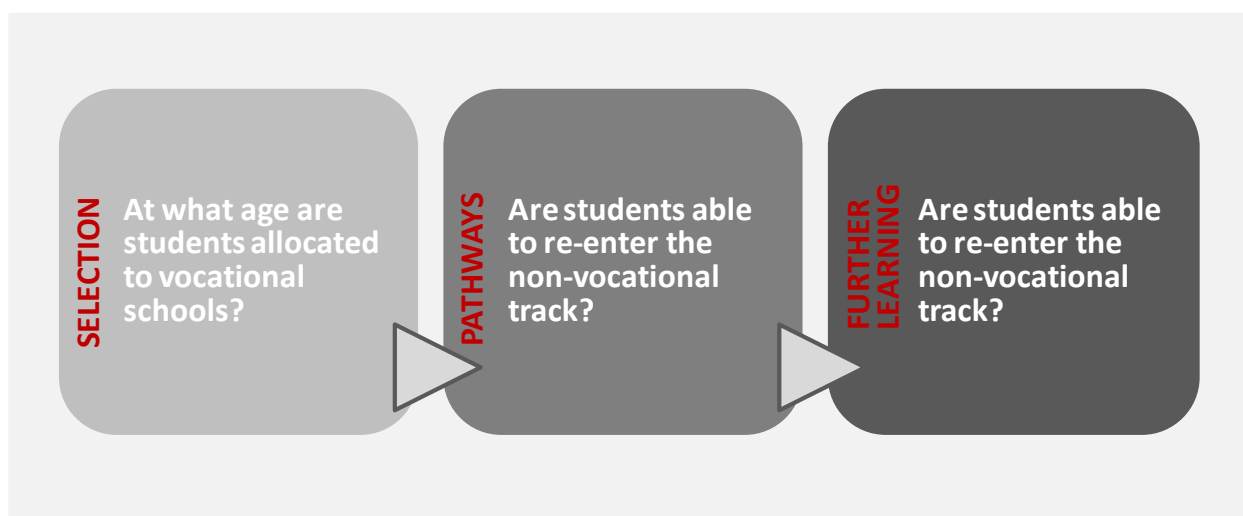 SELECTION
At what age are
students allocated
to vocational
schools?
PATHWAYS
Are students able
to re-enter the
non-vocational
track?
FURTHER
LEARNING
Are students able
to re-enter the
non-vocational
track?